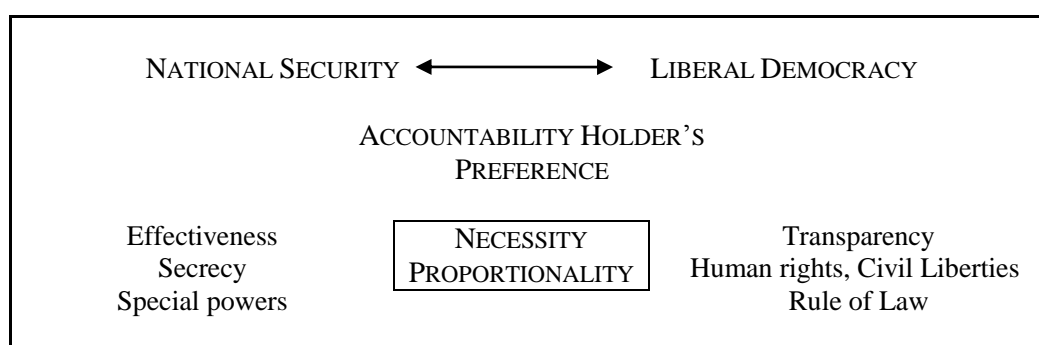 NATIONAL SECURITY LIBERAL DEMOCRACY
ACCOUNTABILITY HOLDER'S
PREFERENCE
Effectiveness NECESSITY Transparency
Secrecy PROPORTIONALITY Human rights, Civil Liberties
Special powers Rule of Law